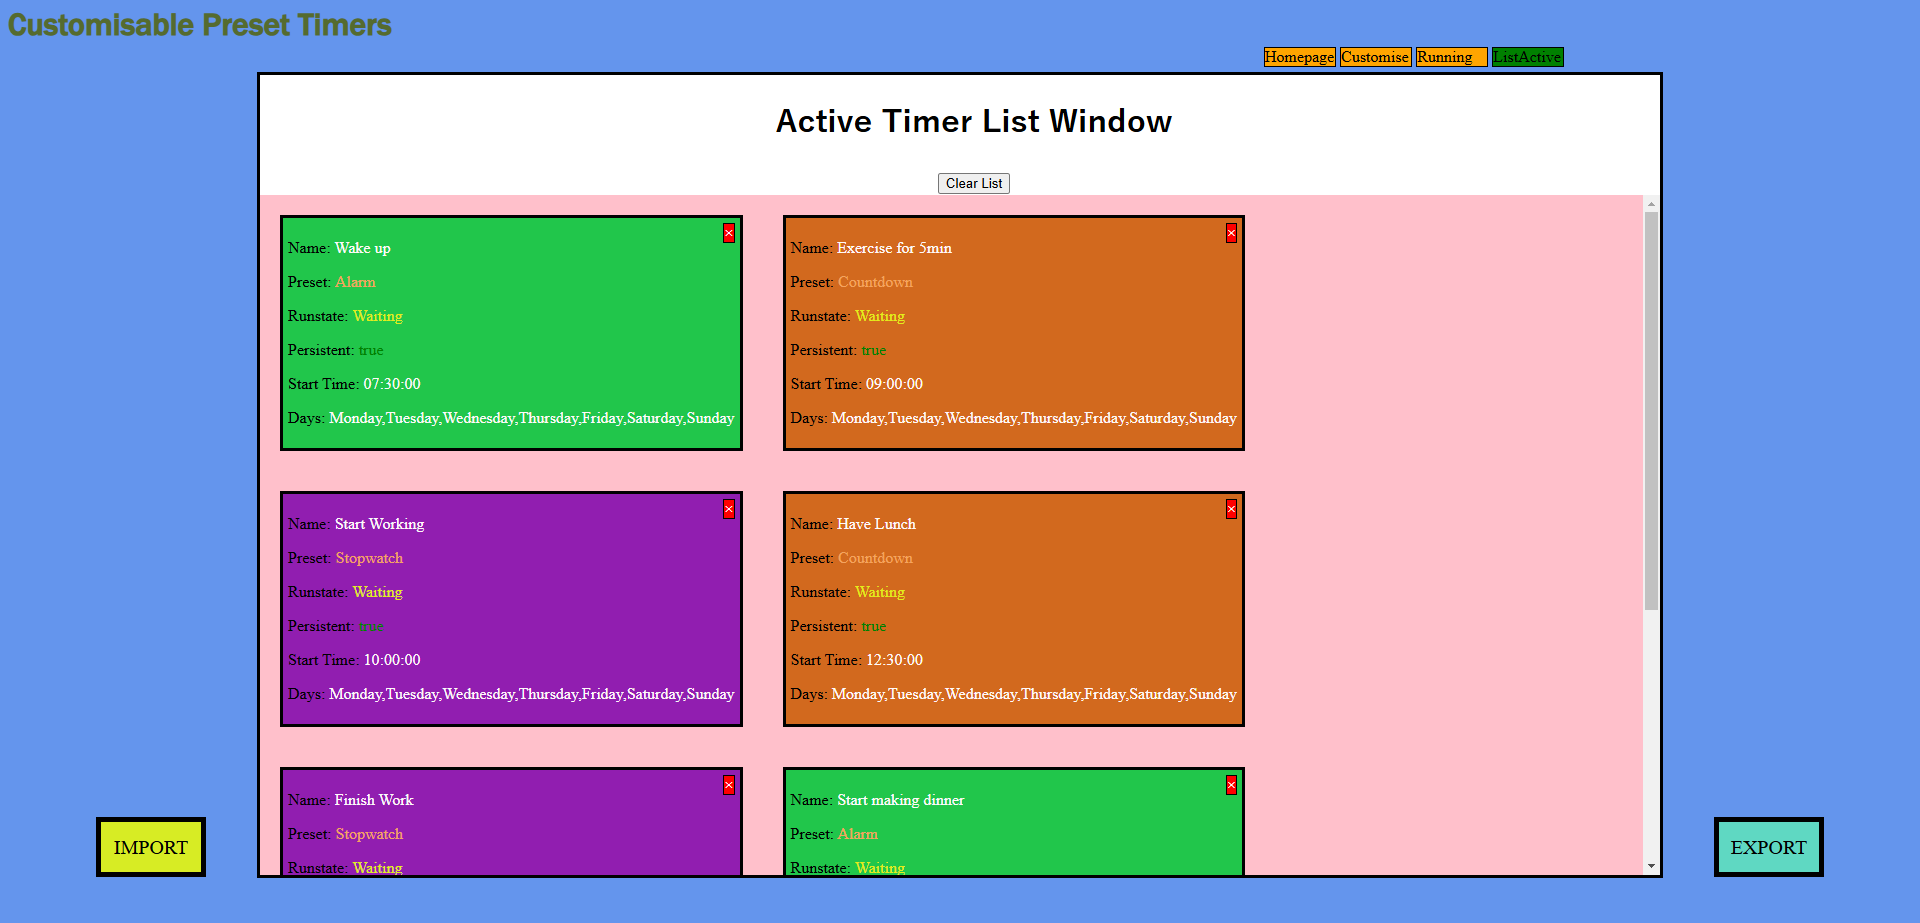 Customisable Preset Timers
Homepage Customise Running ListActive
Active Timer List Window
Clear List
×
Name: Wake up
Preset: Alarm
Runstate: Waiting
Persistent: true
Start Time: 07:30:00
Days: Monday,Tuesday,Wednesday,Thursday,Friday,Saturday,Sunday
×
Name: Exercise for 5min
Preset: Countdown
Runstate: Waiting
Persistent: true
Start Time: 09:00:00
Days: Monday,Tuesday,Wednesday,Thursday,Friday,Saturday,Sunday
×
Name: Start Working
Preset: Stopwatch
Runstate: Waiting
Persistent: true
Start Time: 10:00:00
Days: Monday,Tuesday,Wednesday,Thursday,Friday,Saturday,Sunday
×
Name: Have Lunch
Preset: Countdown
Runstate: Waiting
Persistent: true
Start Time: 12:30:00
Days: Monday,Tuesday,Wednesday,Thursday,Friday,Saturday,Sunday
×
Name: Finish Work
Preset: Stopwatch
Runstate: Waiting
×
Name: Start making dinner
Preset: Alarm
Runstate: Waiting
IMPORT
EXPORT